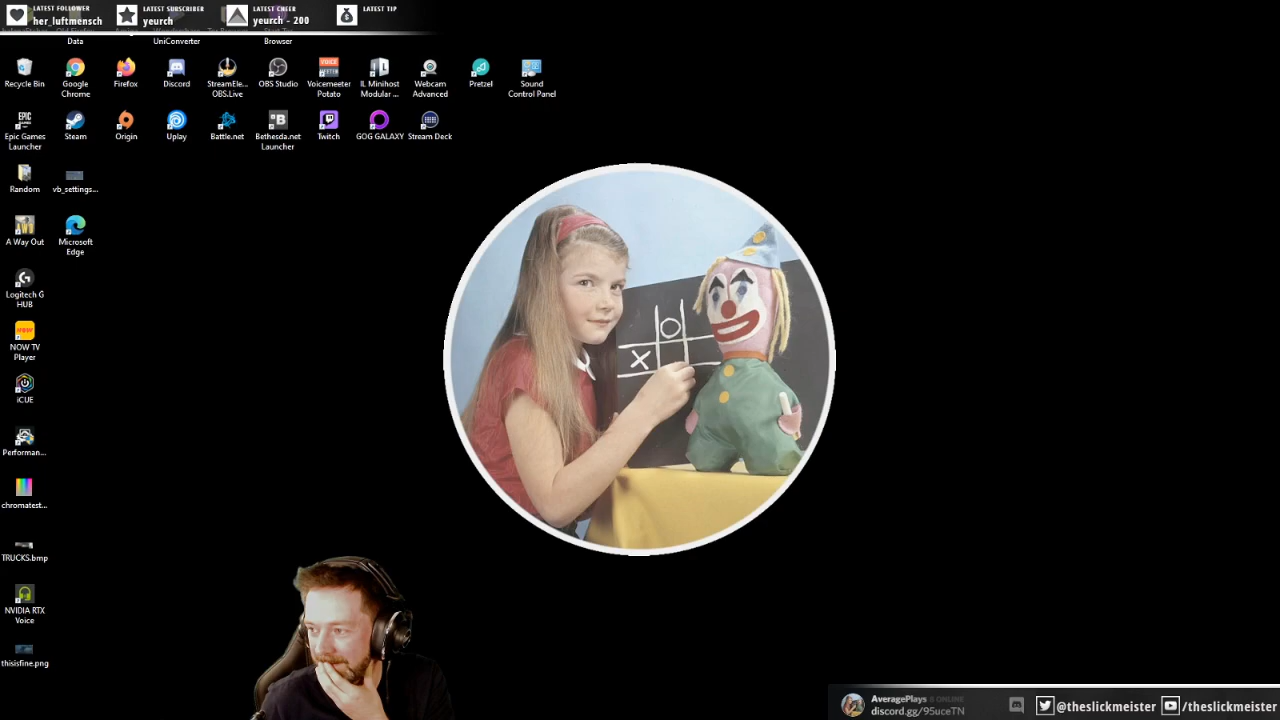 LATEST FOLLOWER
her_luftmensch
LATEST SUBSCRIBER
yeurch
LATEST CHEER
yeurch - 200
LATEST TIP
Data
UniConverter
Browser
Recycle Bin
Google Chrome
Firefox
Discord
StreamEle... OBS.Live
OBS Studio
Voicemeeter Potato
IL Minihost Modular ...
Webcam Advanced
Pretzel
Sound Control Panel
Epic Games Launcher
Steam
Origin
Uplay
Battle.net
Bethesda.net Launcher
Twitch
GOG GALAXY
Stream Deck
Random
vb_settings...
A Way Out
Microsoft Edge
Logitech G HUB
NOW TV Player
iCUE
Performan...
chromatest...
TRUCKS.bmp
NVIDIA RTX Voice
thisisfine.png
O
X
AveragePlays 8 ONLINE
discord.gg/95uceTN
@theslickmeister
/theslickmeister